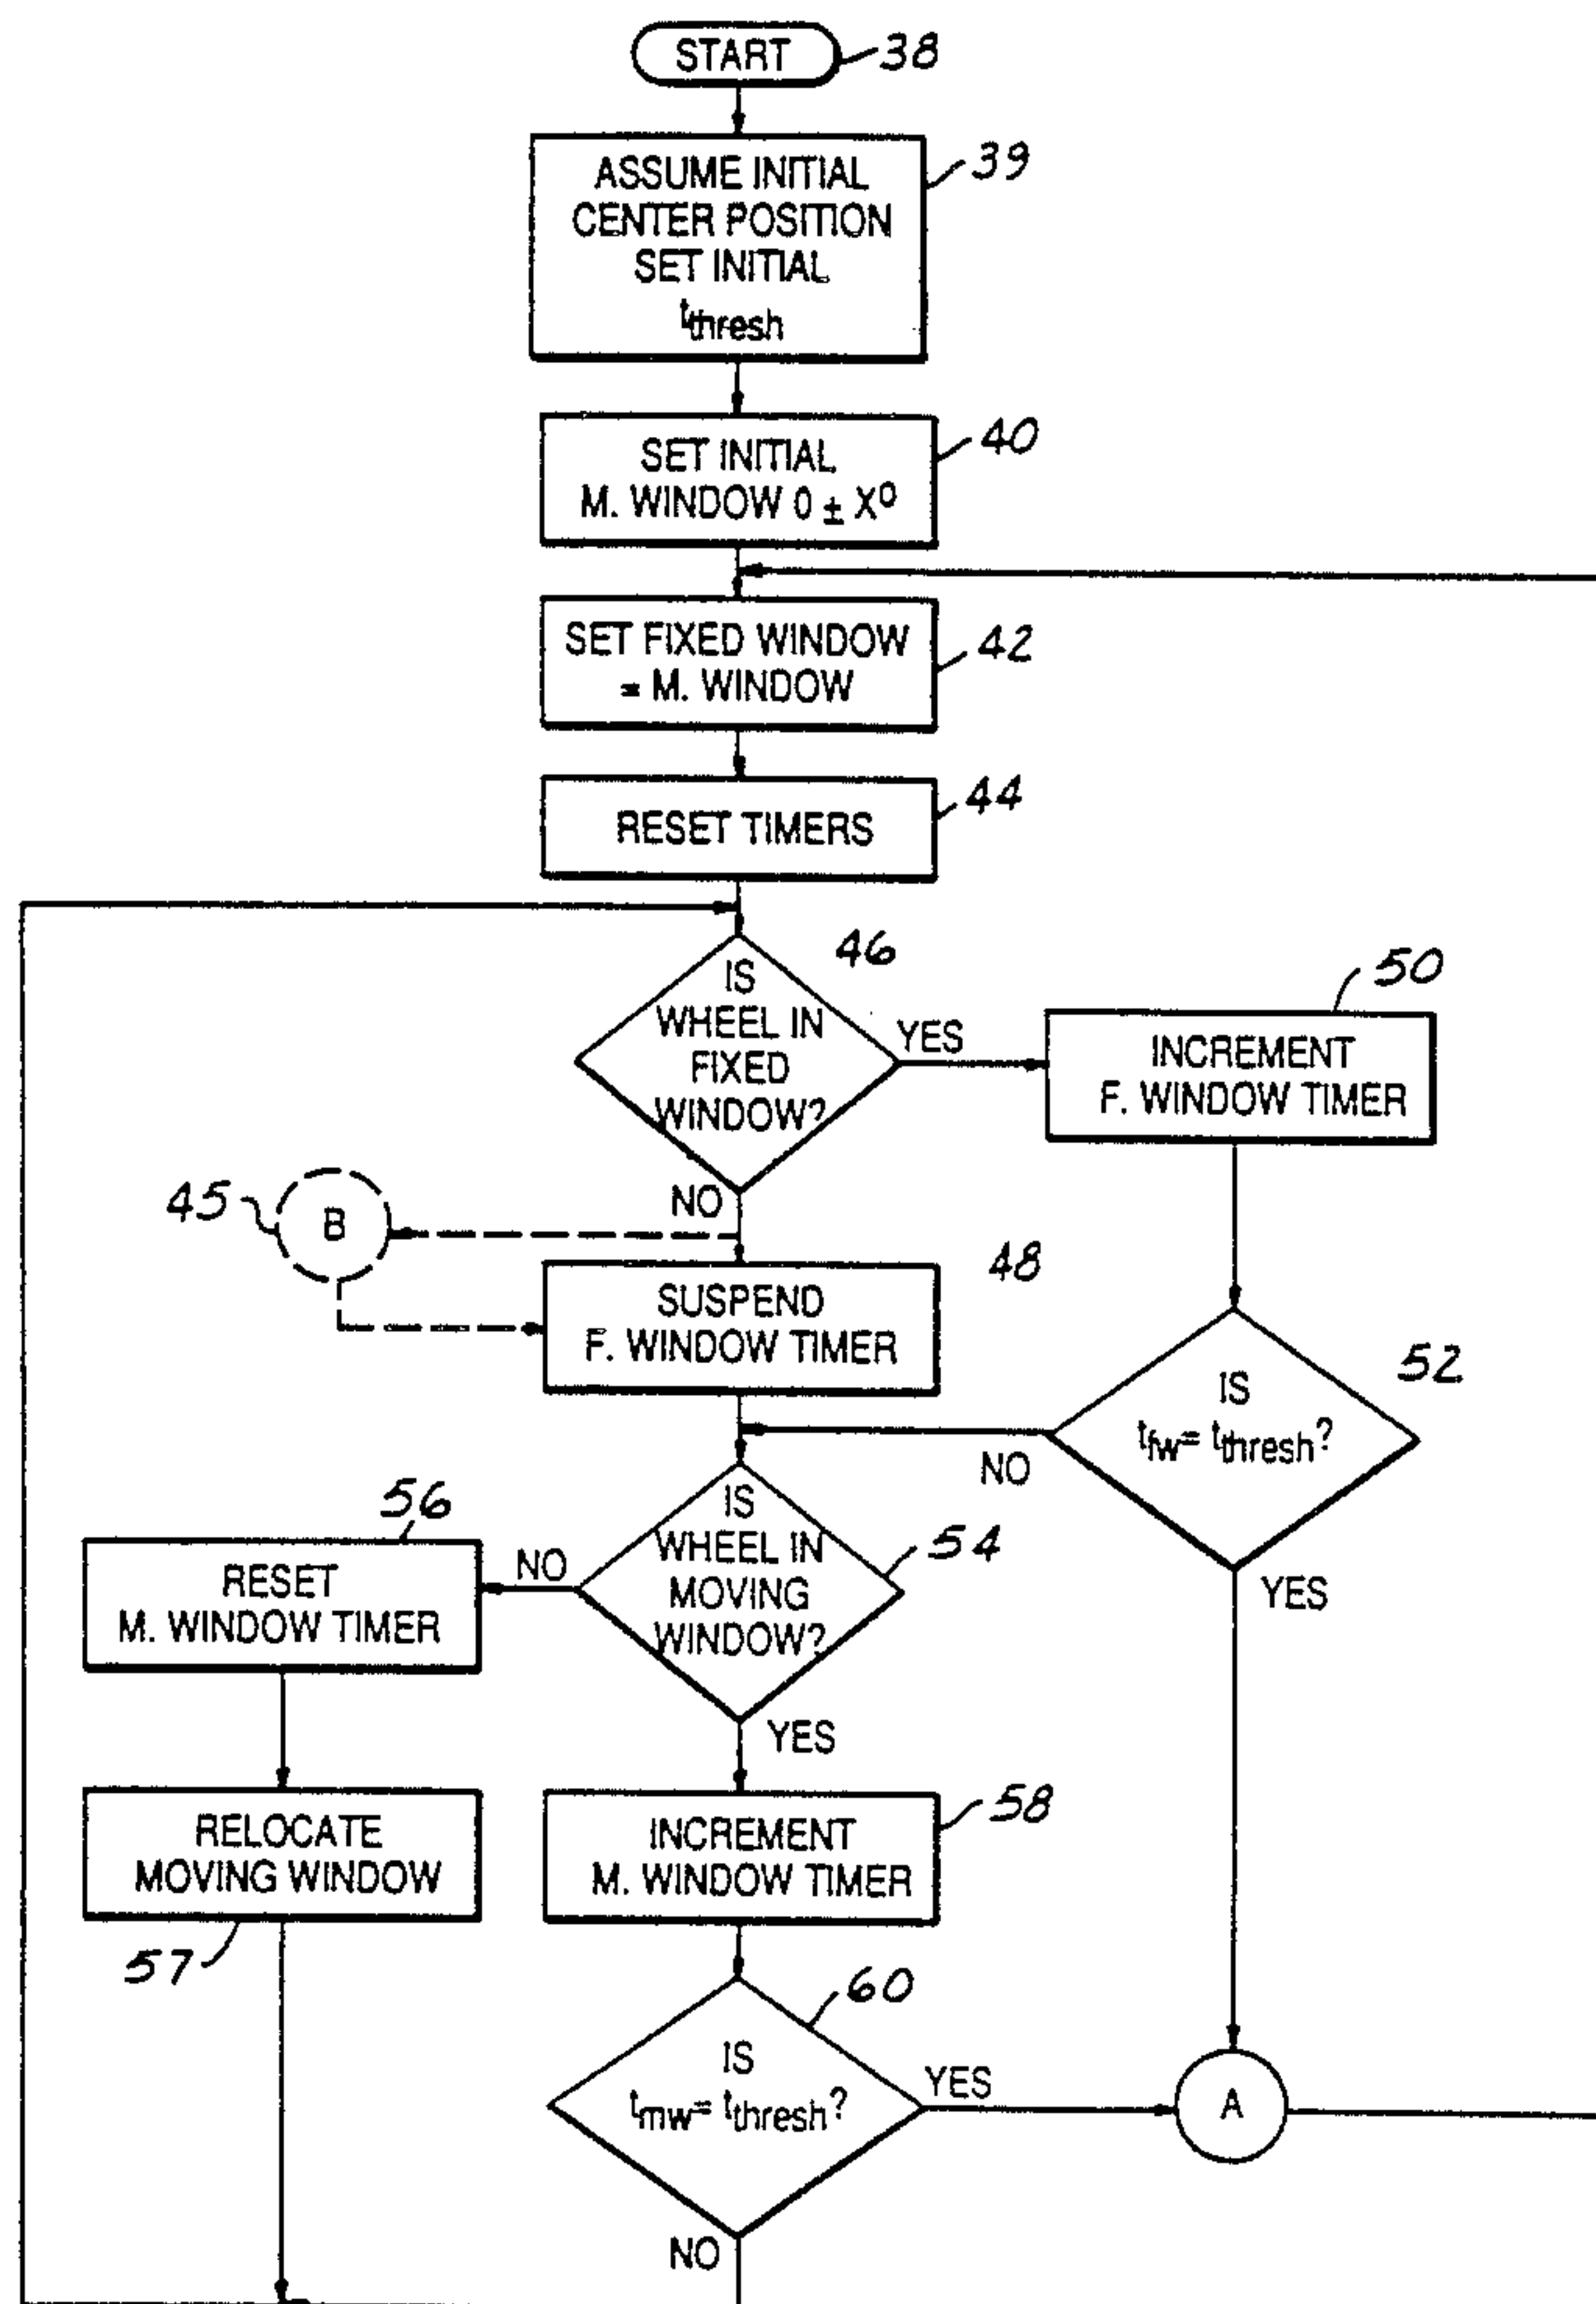 START
38
ASSUME INITIAL
CENTER POSITION
SET INITIAL
tthresh
39
SET INITIAL
M. WINDOW 0 ± X⁰
40
SET FIXED WINDOW
= M. WINDOW
42
RESET TIMERS
44
IS
WHEEL IN
FIXED
WINDOW?
46
YES
NO
INCREMENT
F. WINDOW TIMER
50
45
B
SUSPEND
F. WINDOW TIMER
48
IS
tfw= tthresh?
52
NO
YES
IS
WHEEL IN
MOVING
WINDOW?
54
NO
YES
RESET
M. WINDOW TIMER
56
RELOCATE
MOVING WINDOW
57
INCREMENT
M. WINDOW TIMER
58
IS
tmw= tthresh?
60
YES
NO
A